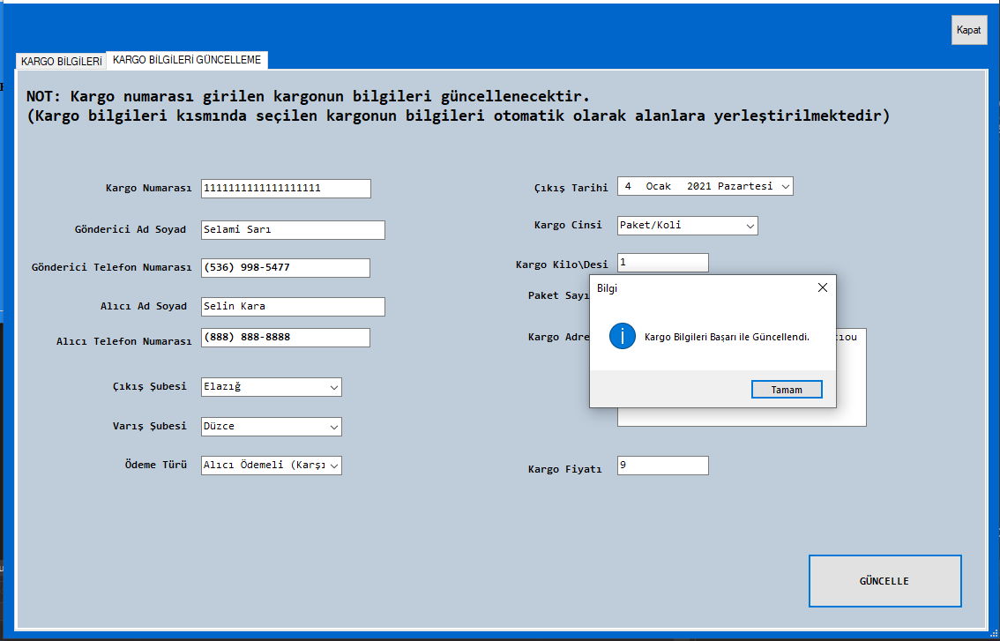 Kapat
KARGO BİLGİLERİ
KARGO BİLGİLERİ GÜNCELLEME
NOT: Kargo numarası girilen kargonun bilgileri güncellenecektir.
(Kargo bilgileri kısmında seçilen kargonun bilgileri otomatik olarak alanlara yerleştirilmektedir)
Kargo Numarası 1111111111111111111
Gönderici Ad Soyad Selami Sarı
Gönderici Telefon Numarası (536) 998-5477
Alıcı Ad Soyad Selin Kara
Alıcı Telefon Numarası (888) 888-8888
Çıkış Şubesi Elazığ
Varış Şubesi Düzce
Ödeme Türü Alıcı Ödemeli (Karşı
Çıkış Tarihi 4 Ocak 2021 Pazartesi
Kargo Cinsi Paket/Koli
Kargo Kilo\Desi 1
Paket Sayı
Kargo Adre
Bilgi
Kargo Bilgileri Başarı ile Güncellendi.
Tamam
Kargo Fiyatı 9
GÜNCELLE